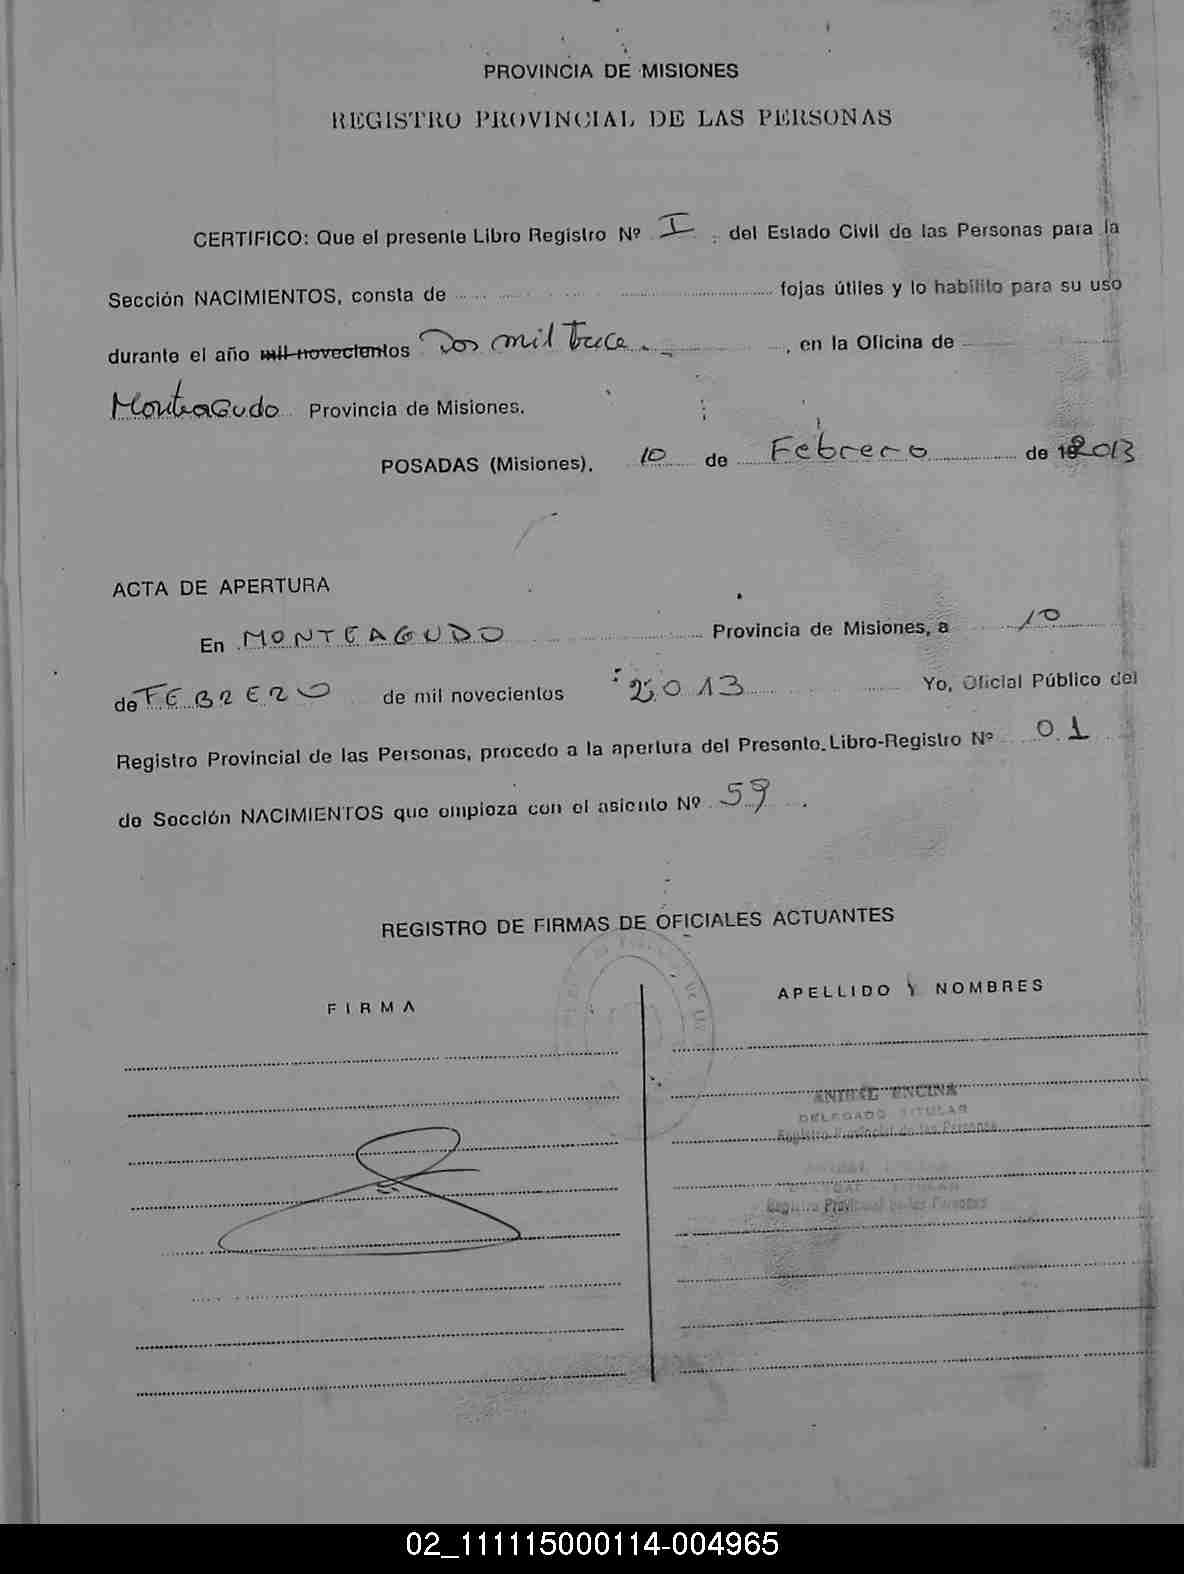 PROVINCIA DE MISIONES
REGISTRO PROVINCIAL DE LAS PERSONAS
CERTIFICO: Que el presente Libro Registro Nº I . del Estado Civil de las Personas para la
Sección NACIMIENTOS, consta de fojas útiles y lo habilito para su uso
durante el año mil novecientos Dos mil Trece. , en la Oficina de
Monteagudo Provincia de Misiones.
POSADAS (Misiones), 10 de Febrero de 2013
ACTA DE APERTURA
En MONTEAGUDO Provincia de Misiones, a 10
de FEBRERO de mil novecientos 2013 Yo, Oficial Público del
Registro Provincial de las Personas, procedo a la apertura del Presente Libro-Registro Nº 01
de Sección NACIMIENTOS que empieza con el asiento Nº 59 .
REGISTRO DE FIRMAS DE OFICIALES ACTUANTES
FIRMA APELLIDO Y NOMBRES
ANIBAL ENCINA
DELEGADO TITULAR
Registro Provincial de las Personas
DELEGADO TITULAR
Registro Provincial de las Personas
02_111115000114-004965